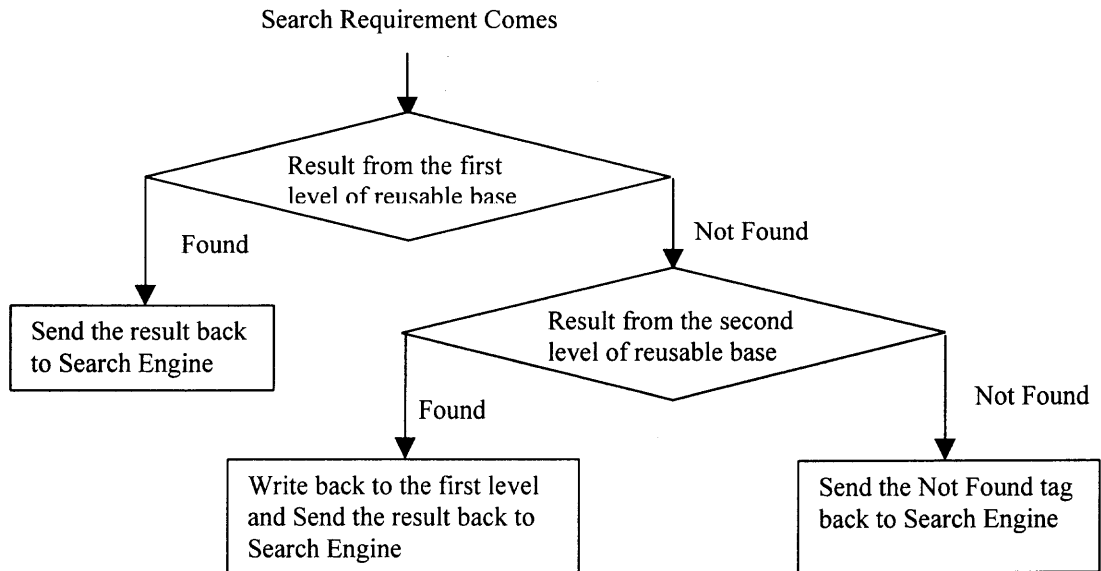 Search Requirement Comes
Result from the first
level of reusable base
Found
Not Found
Send the result back
to Search Engine
Result from the second
level of reusable base
Found
Not Found
Write back to the first level
and Send the result back to
Search Engine
Send the Not Found tag
back to Search Engine